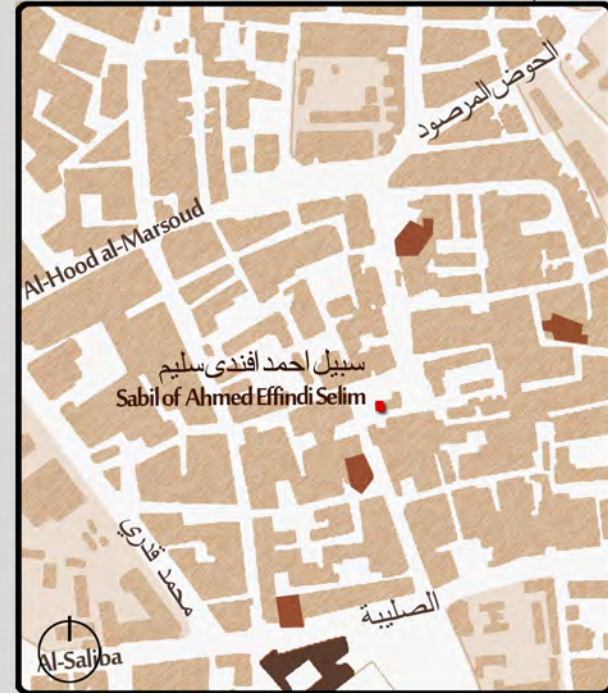 الحوض المرصود
Al-Hood al-Marsoud
سبيل احمد افندى سليم
Sabil of Ahmed Effindi Selim
محمد قدري
الصليبة
Al-Saliba